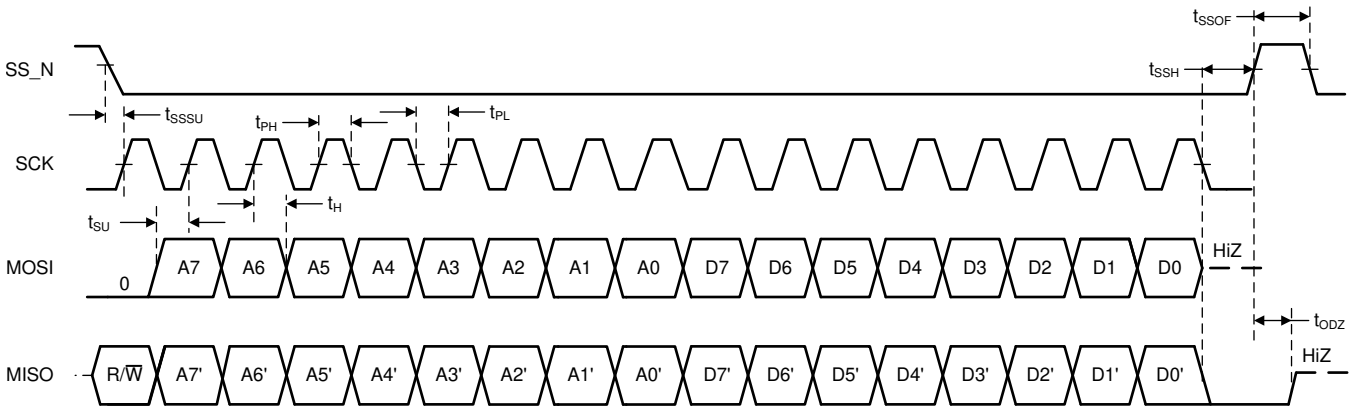 tSSOF
SS_N
tSSH
tSSSU
tPH
tPL
SCK
tSU
tH
MOSI 0 A7 A6 A5 A4 A3 A2 A1 A0 D7 D6 D5 D4 D3 D2 D1 D0 HiZ
tODZ
HiZ
MISO R/W̅ A7' A6' A5' A4' A3' A2' A1' A0' D7' D6' D5' D4' D3' D2' D1' D0'